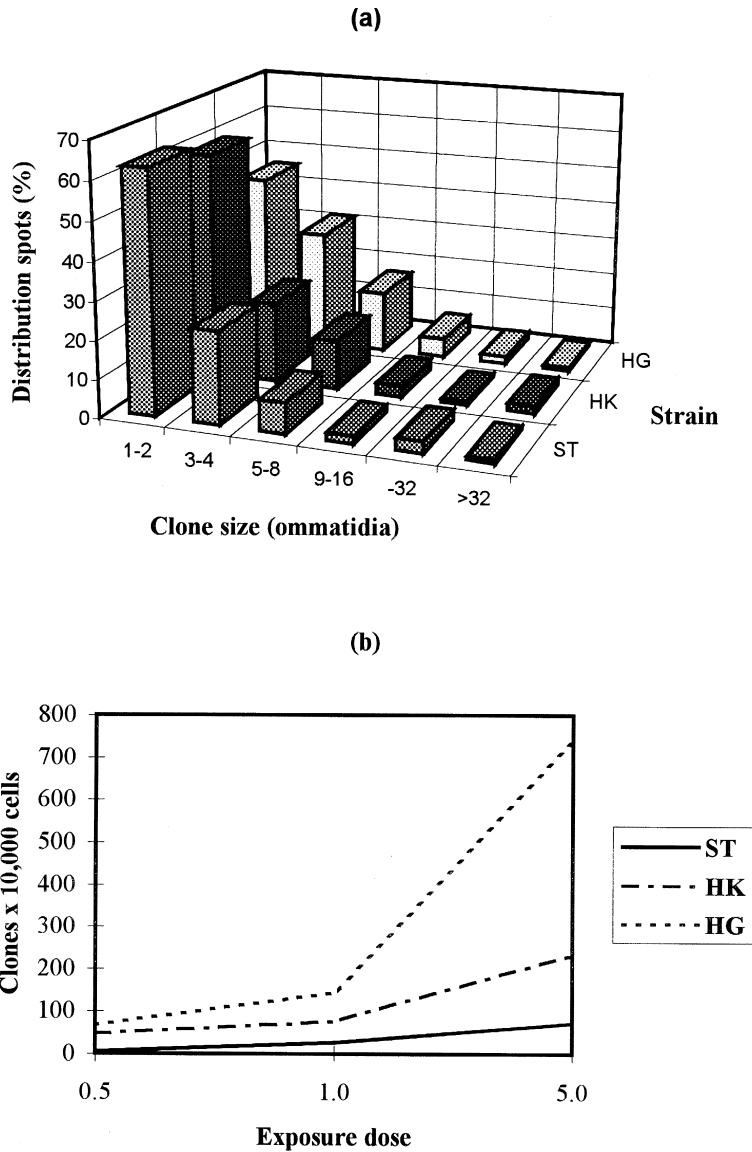 (a)
70
60
50
40
30
20
10
0
Distribution spots (%)
1-2
3-4
5-8
9-16
-32
>32
HG
HK
ST
Strain
Clone size (ommatidia)
(b)
800
700
600
500
400
300
200
100
0
Clones x 10,000 cells
0.5
1.0
5.0
Exposure dose
ST
HK
HG